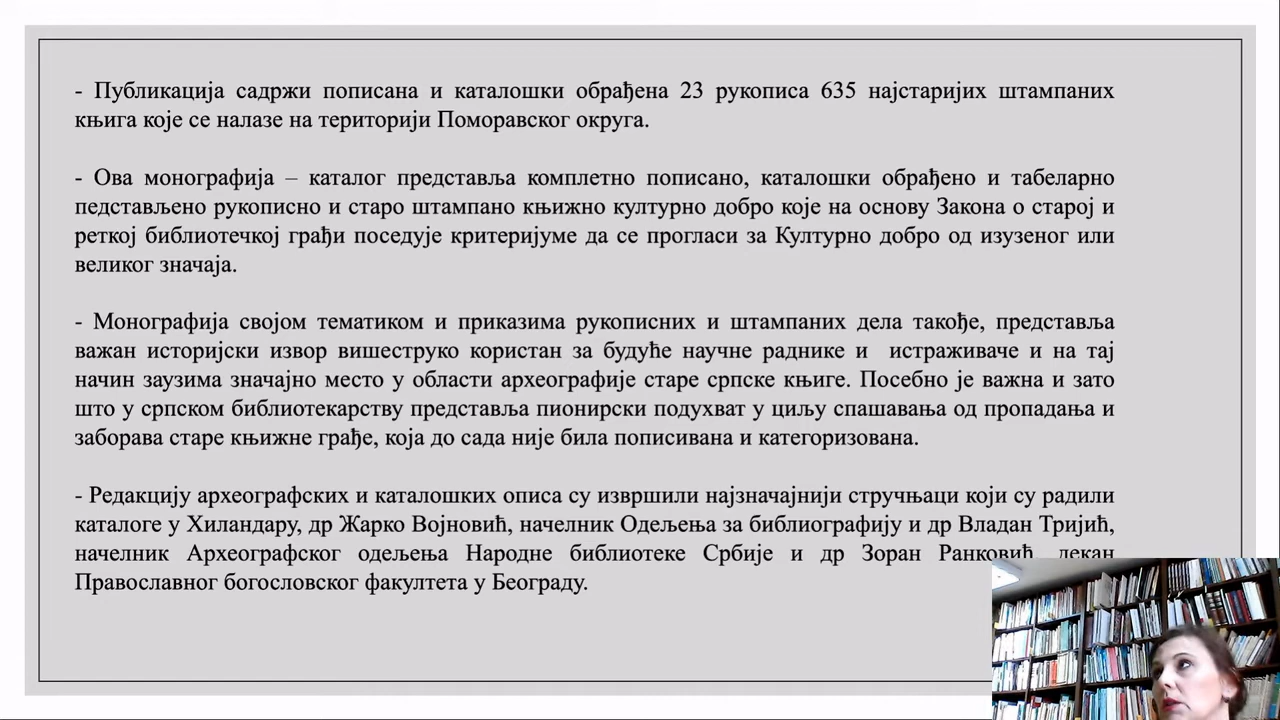 - Публикација садржи пописана и каталошки обрађена 23 рукописа 635 најстаријих штампаних
књига које се налазе на територији Поморавског округа.
- Ова монографија – каталог представља комплетно пописано, каталошки обрађено и табеларно
педстављено рукописно и старо штампано књижно културно добро које на основу Закона о старој и
реткој библиотечкој грађи поседује критеријуме да се прогласи за Културно добро од изузеног или
великог значаја.
- Монографија својом тематиком и приказима рукописних и штампаних дела такође, представља
важан историјски извор вишеструко користан за будуће научне раднике и истраживаче и на тај
начин заузима значајно место у области археографије старе српске књиге. Посебно је важна и зато
што у српском библиотекарству представља пионирски подухват у циљу спашавања од пропадања и
заборава старе књижне грађе, која до сада није била пописивана и категоризована.
- Редакцију археографских и каталошких описа су извршили најзначајнији стручњаци који су радили
каталоге у Хиландару, др Жарко Војновић, начелник Одељења за библиографију и др Владан Тријић,
начелник Археографског одељења Народне библиотеке Србије и др Зоран Ранковић, декан
Православног богословског факултета у Београду.